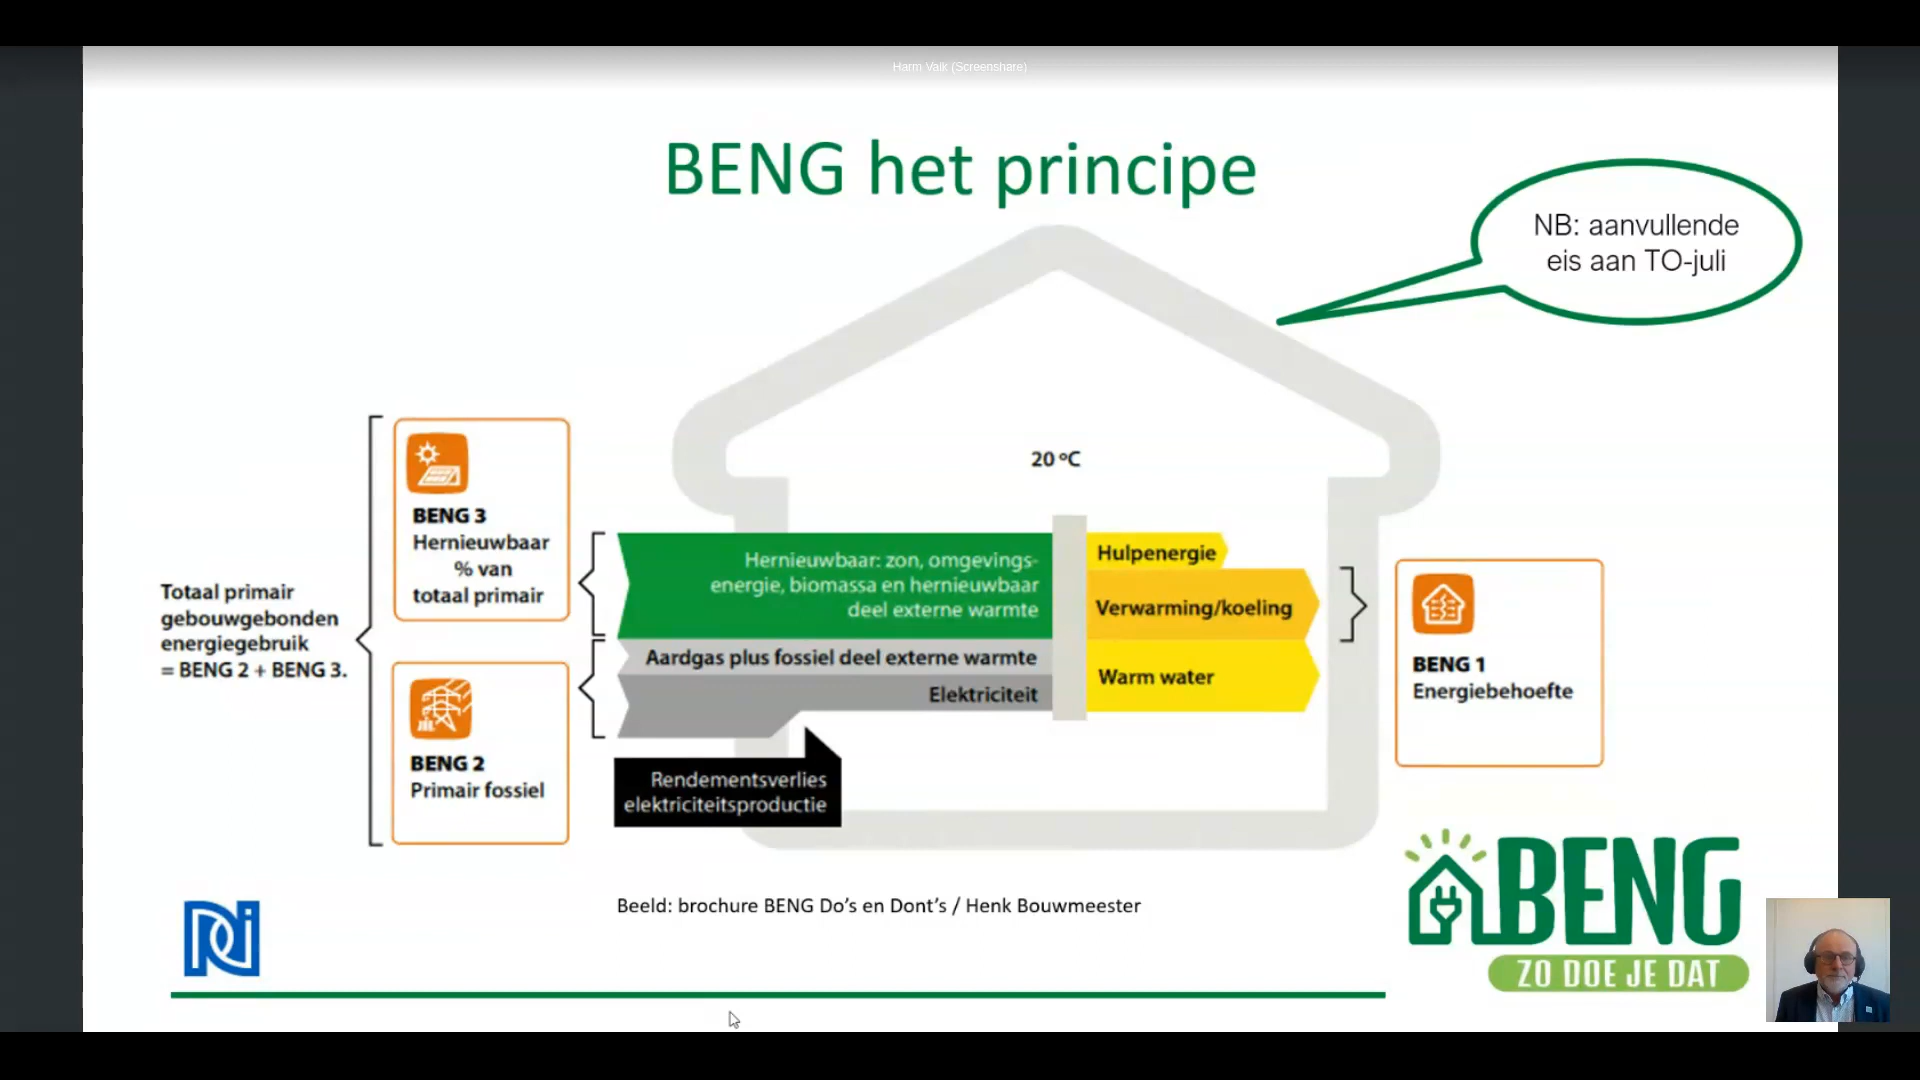 Harm Valk (Screenshare)
BENG het principe
NB: aanvullende
eis aan TO-juli
20 °C
BENG 3
Hernieuwbaar
% van
totaal primair
Totaal primair
gebouwgebonden
energiegebruik
= BENG 2 + BENG 3.
BENG 2
Primair fossiel
Hernieuwbaar: zon, omgevings-
energie, biomassa en hernieuwbaar
deel externe warmte
Aardgas plus fossiel deel externe warmte
Elektriciteit
Rendementsverlies
elektriciteitsproductie
Hulpenergie
Verwarming/koeling
Warm water
BENG 1
Energiebehoefte
Beeld: brochure BENG Do's en Dont's / Henk Bouwmeester
BENG
ZO DOE JE DAT